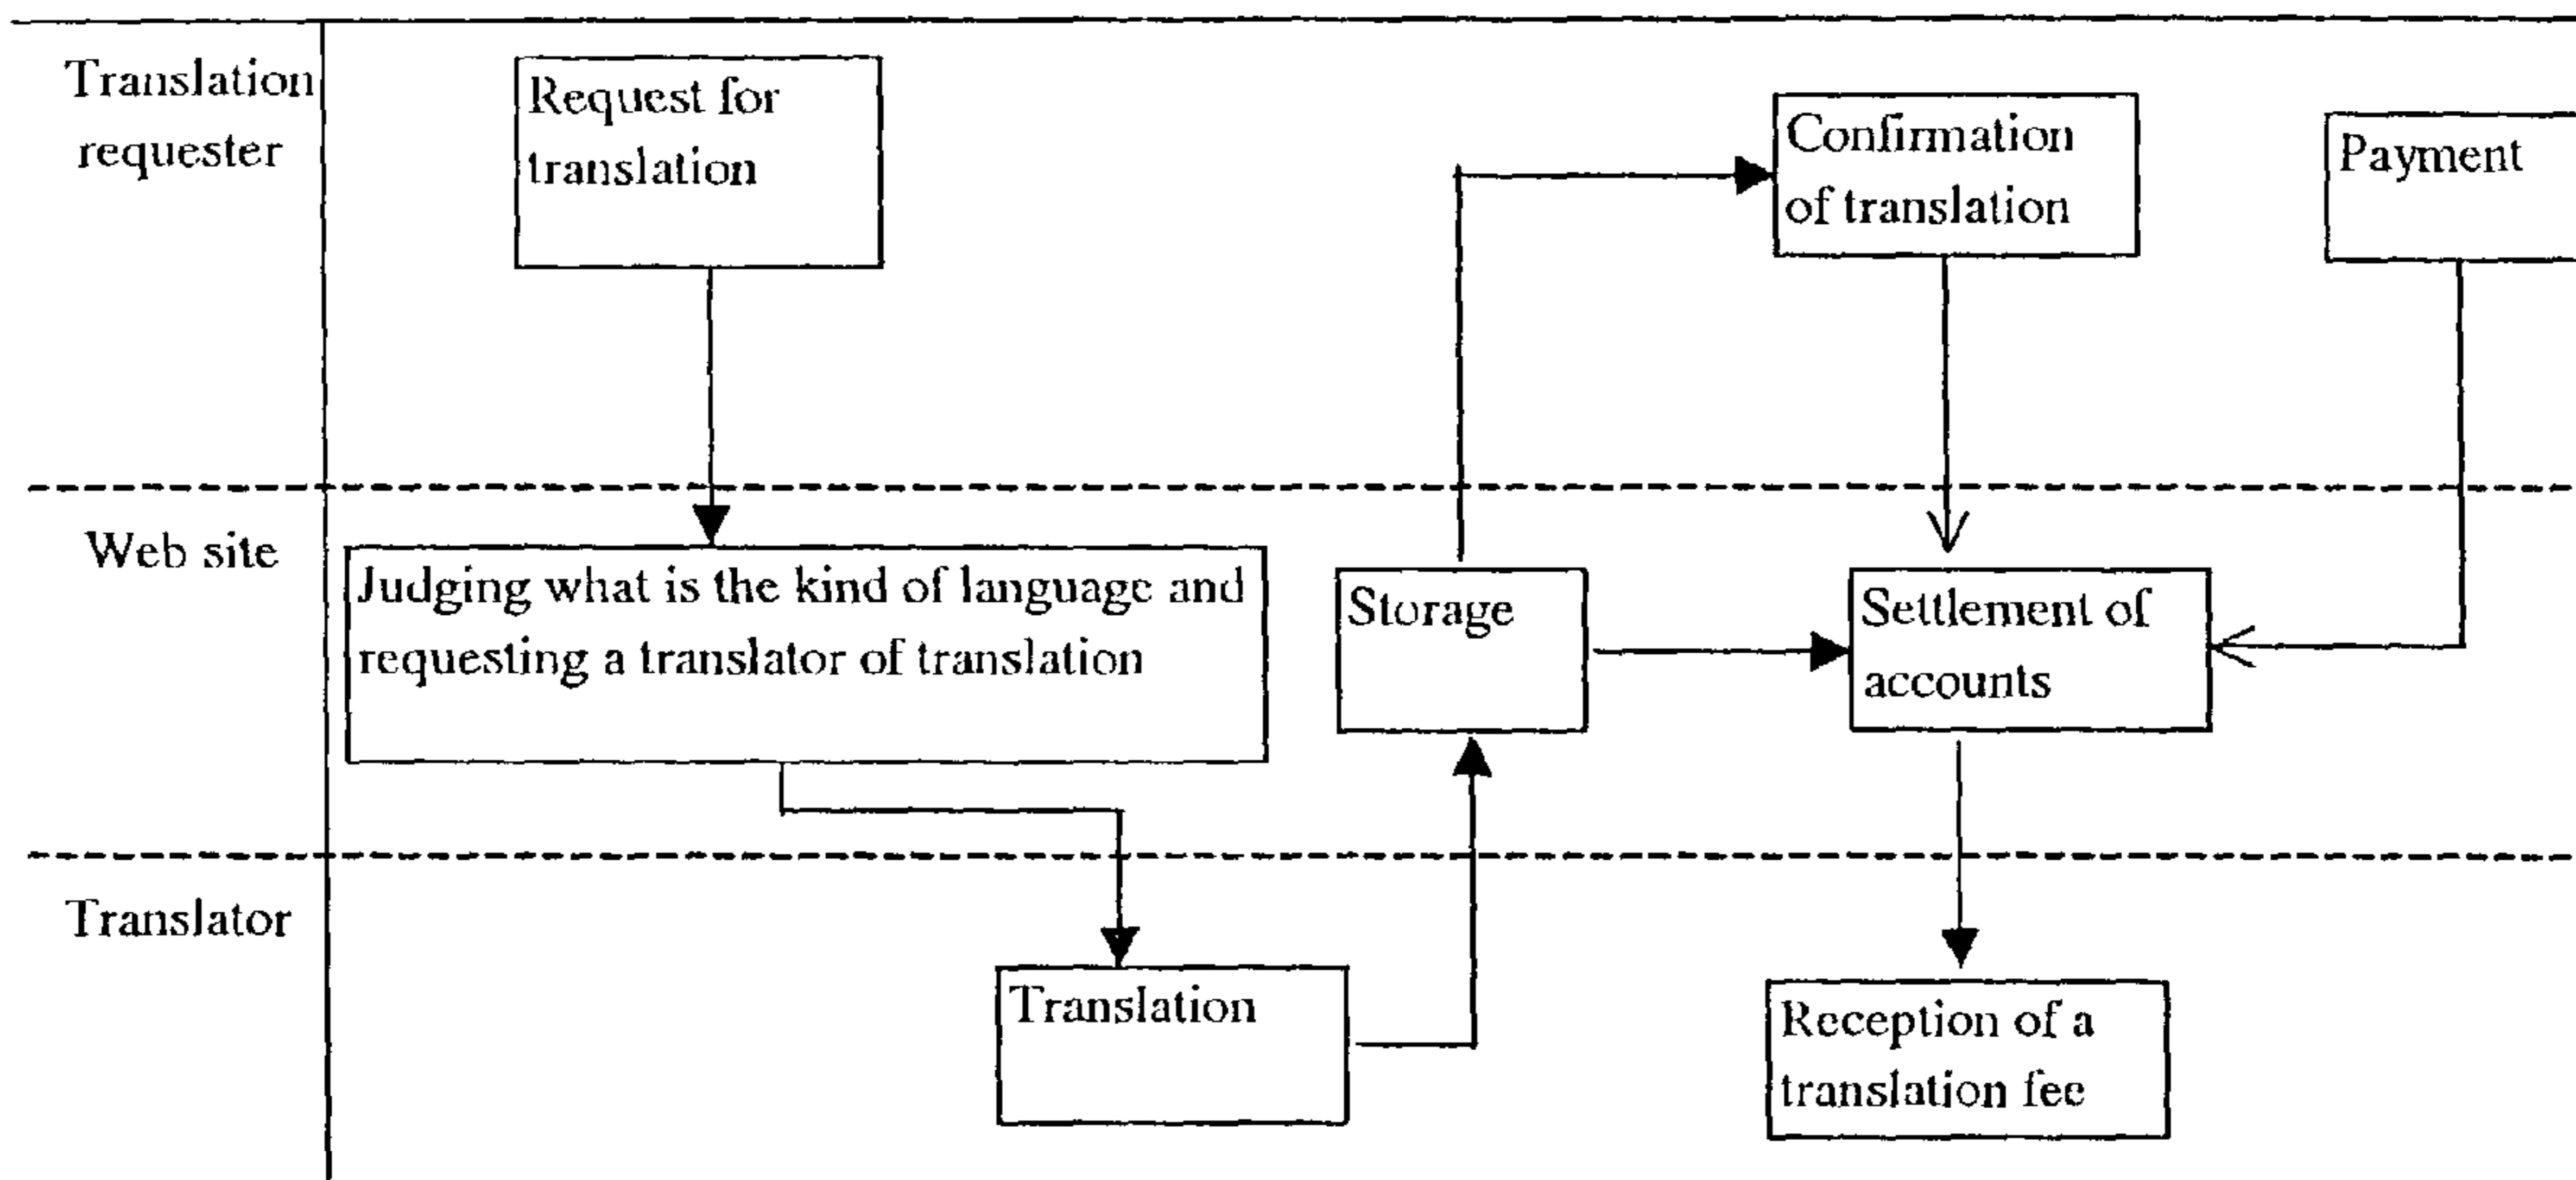 Translation
requester
Request for
translation
Confirmation
of translation
Payment
Web site
Judging what is the kind of language and
requesting a translator of translation
Storage
Settlement of
accounts
Translator
Translation
Reception of a
translation fee